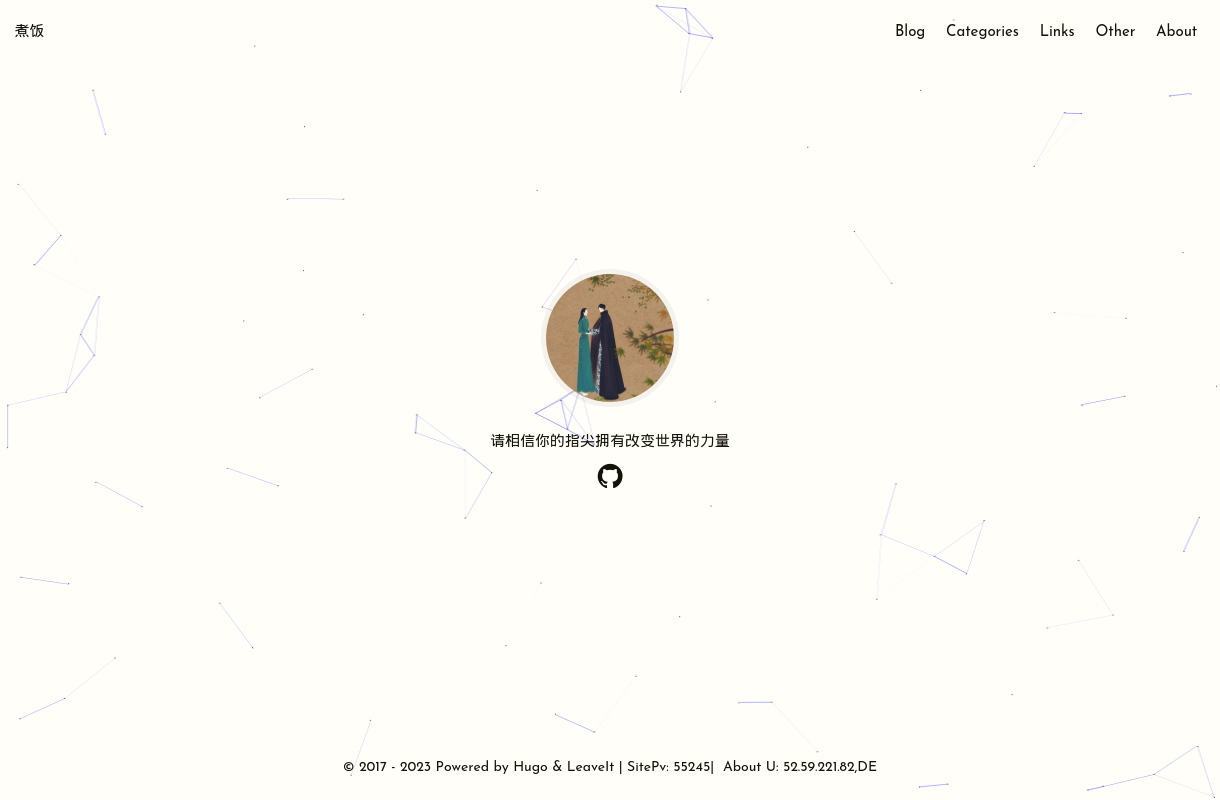 煮饭
Blog Categories Links Other About
请相信你的指尖拥有改变世界的力量
© 2017 - 2023 Powered by Hugo & LeaveIt | SitePv: 55245| About U: 52.59.221.82,DE